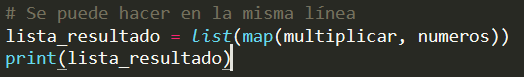 # Se puede hacer en la misma línea
lista_resultado = list(map(multiplicar, numeros))
print(lista_resultado)